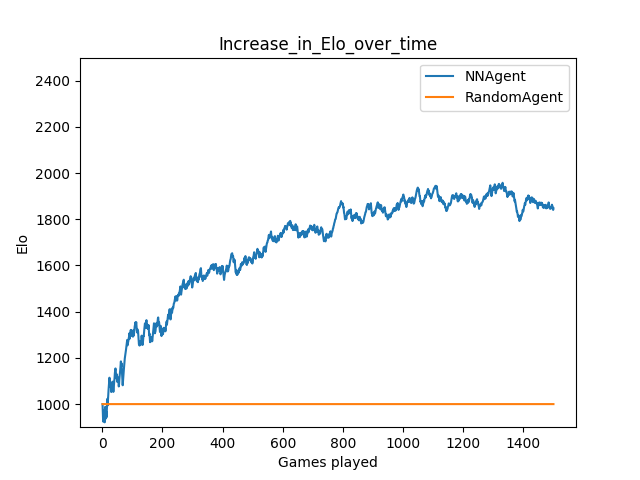 Increase_in_Elo_over_time
NNAgent
RandomAgent
2400
2200
2000
1800
1600
1400
1200
1000
Elo
0 200 400 600 800 1000 1200 1400
Games played